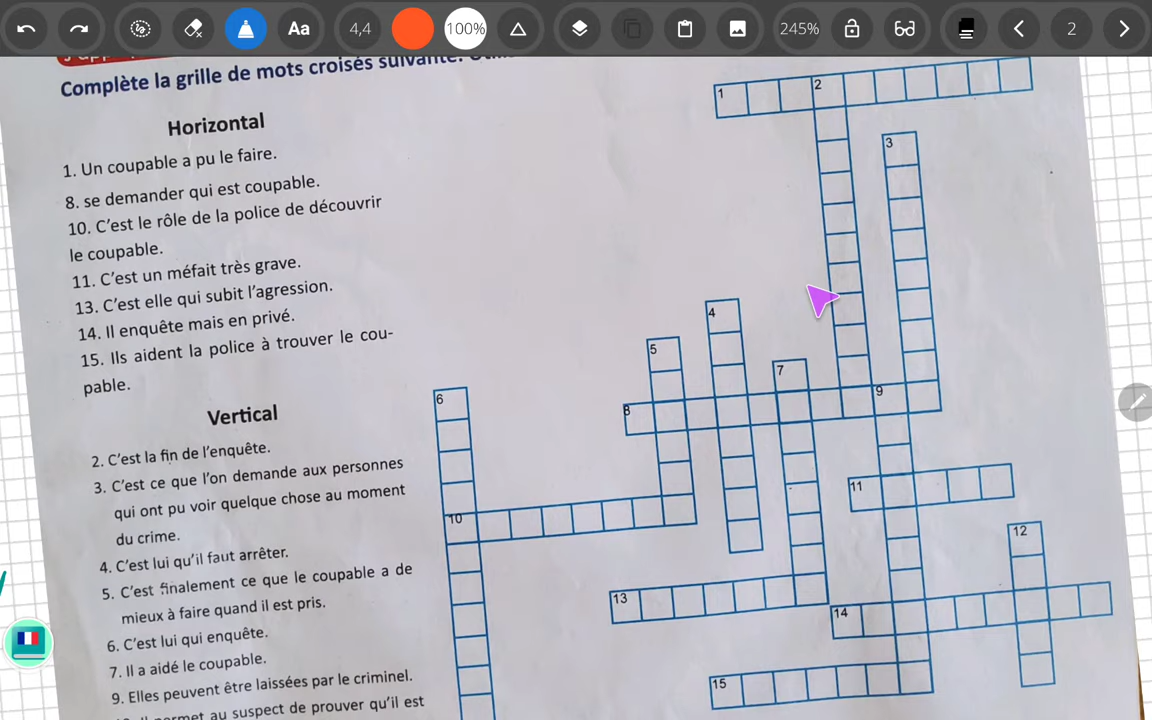 Aa
4,4
100%
245%
2
Complète la grille de mots croisés suivante.
Horizontal
1. Un coupable a pu le faire.
8. se demander qui est coupable.
10. C'est le rôle de la police de découvrir
le coupable.
11. C'est un méfait très grave.
13. C'est elle qui subit l'agression.
14. Il enquête mais en privé.
15. Ils aident la police à trouver le cou-
pable.
Vertical
2. C'est la fin de l'enquête.
3. C'est ce que l'on demande aux personnes
qui ont pu voir quelque chose au moment
du crime.
4. C'est lui qu'il faut arrêter.
5. C'est finalement ce que le coupable a de
mieux à faire quand il est pris.
6. C'est lui qui enquête.
7. Il a aidé le coupable.
9. Elles peuvent être laissées par le criminel.
permet au suspect de prouver qu'il est
1
2
3
4
5
6
7
8
9
10
11
12
13
14
15